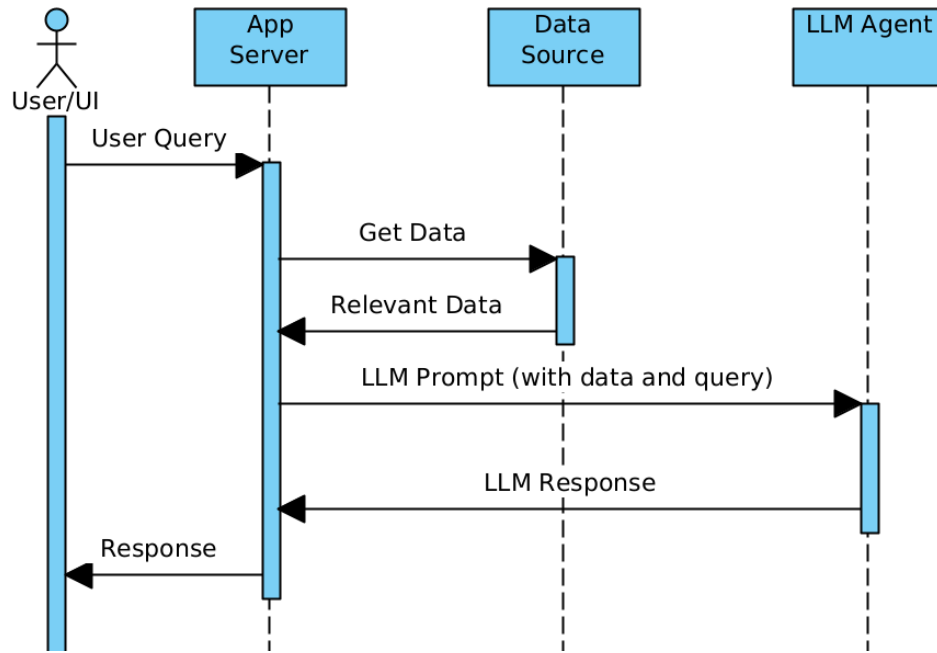 App
Server
Data
Source
LLM Agent
User/UI
User Query
Get Data
Relevant Data
LLM Prompt (with data and query)
LLM Response
Response